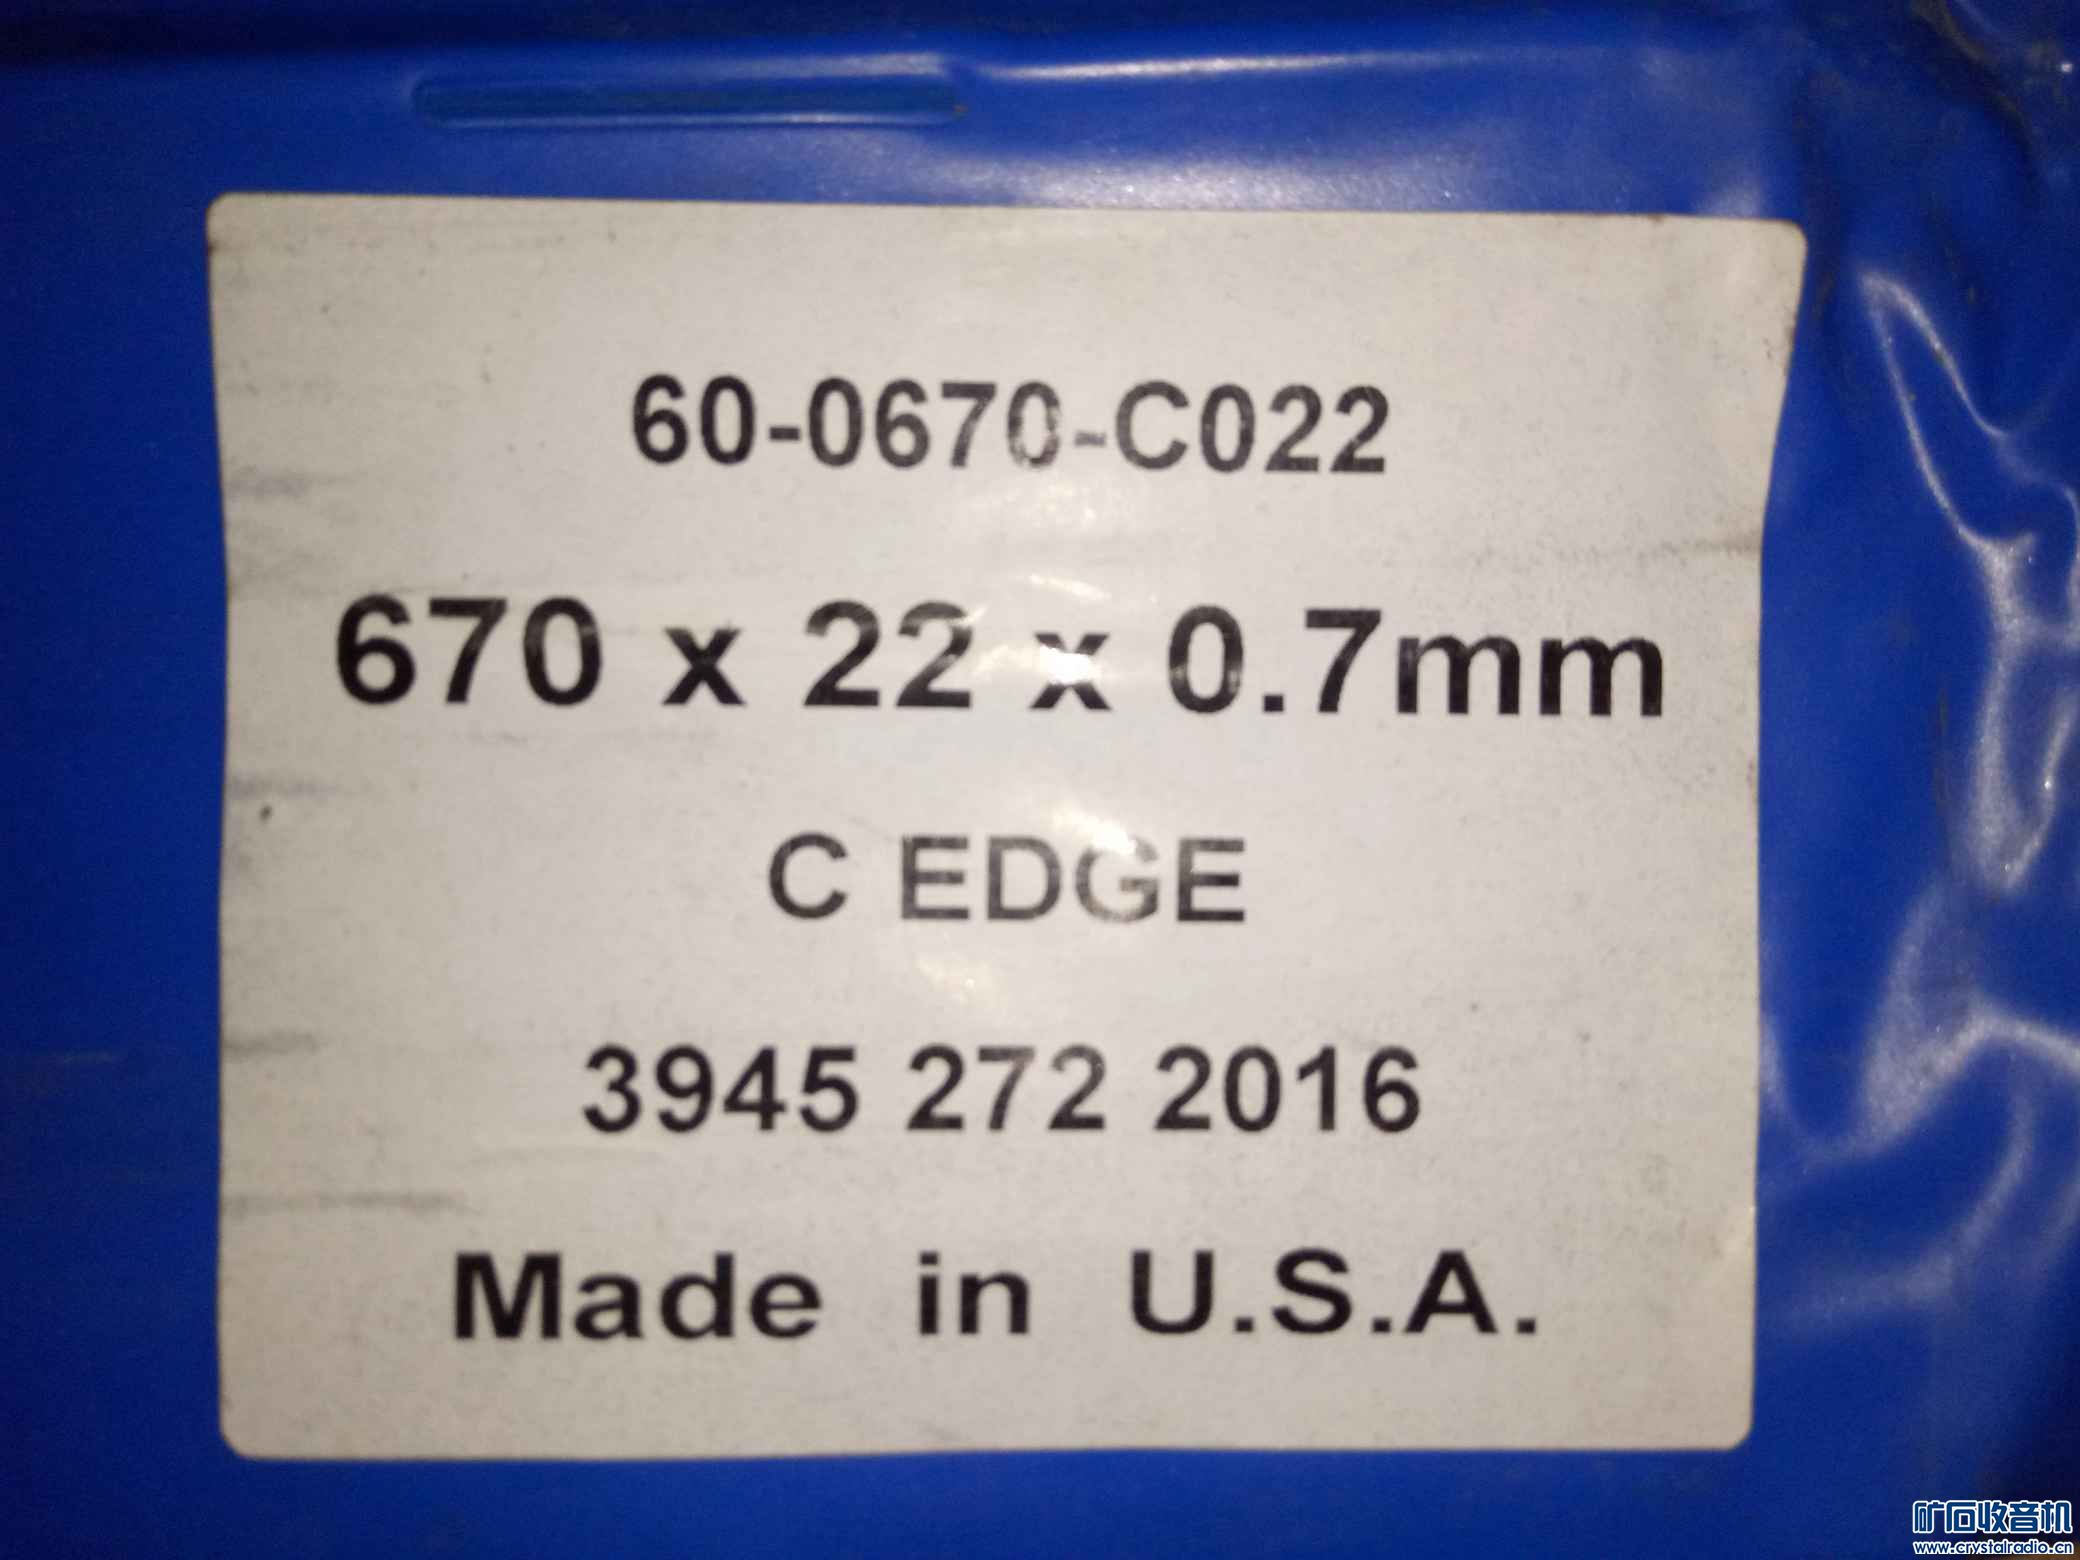 60-0670-C022
670 x 22 x 0.7mm
C EDGE
3945 272 2016
Made in U.S.A.
矿石收音机
www.crystalradio.cn